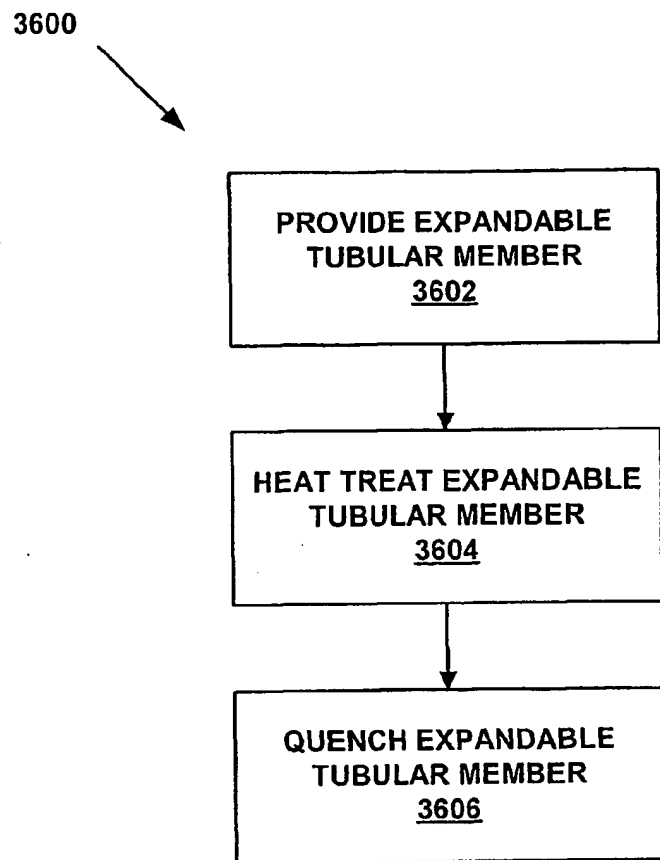 3600
PROVIDE EXPANDABLE
TUBULAR MEMBER
3602
HEAT TREAT EXPANDABLE
TUBULAR MEMBER
3604
QUENCH EXPANDABLE
TUBULAR MEMBER
3606